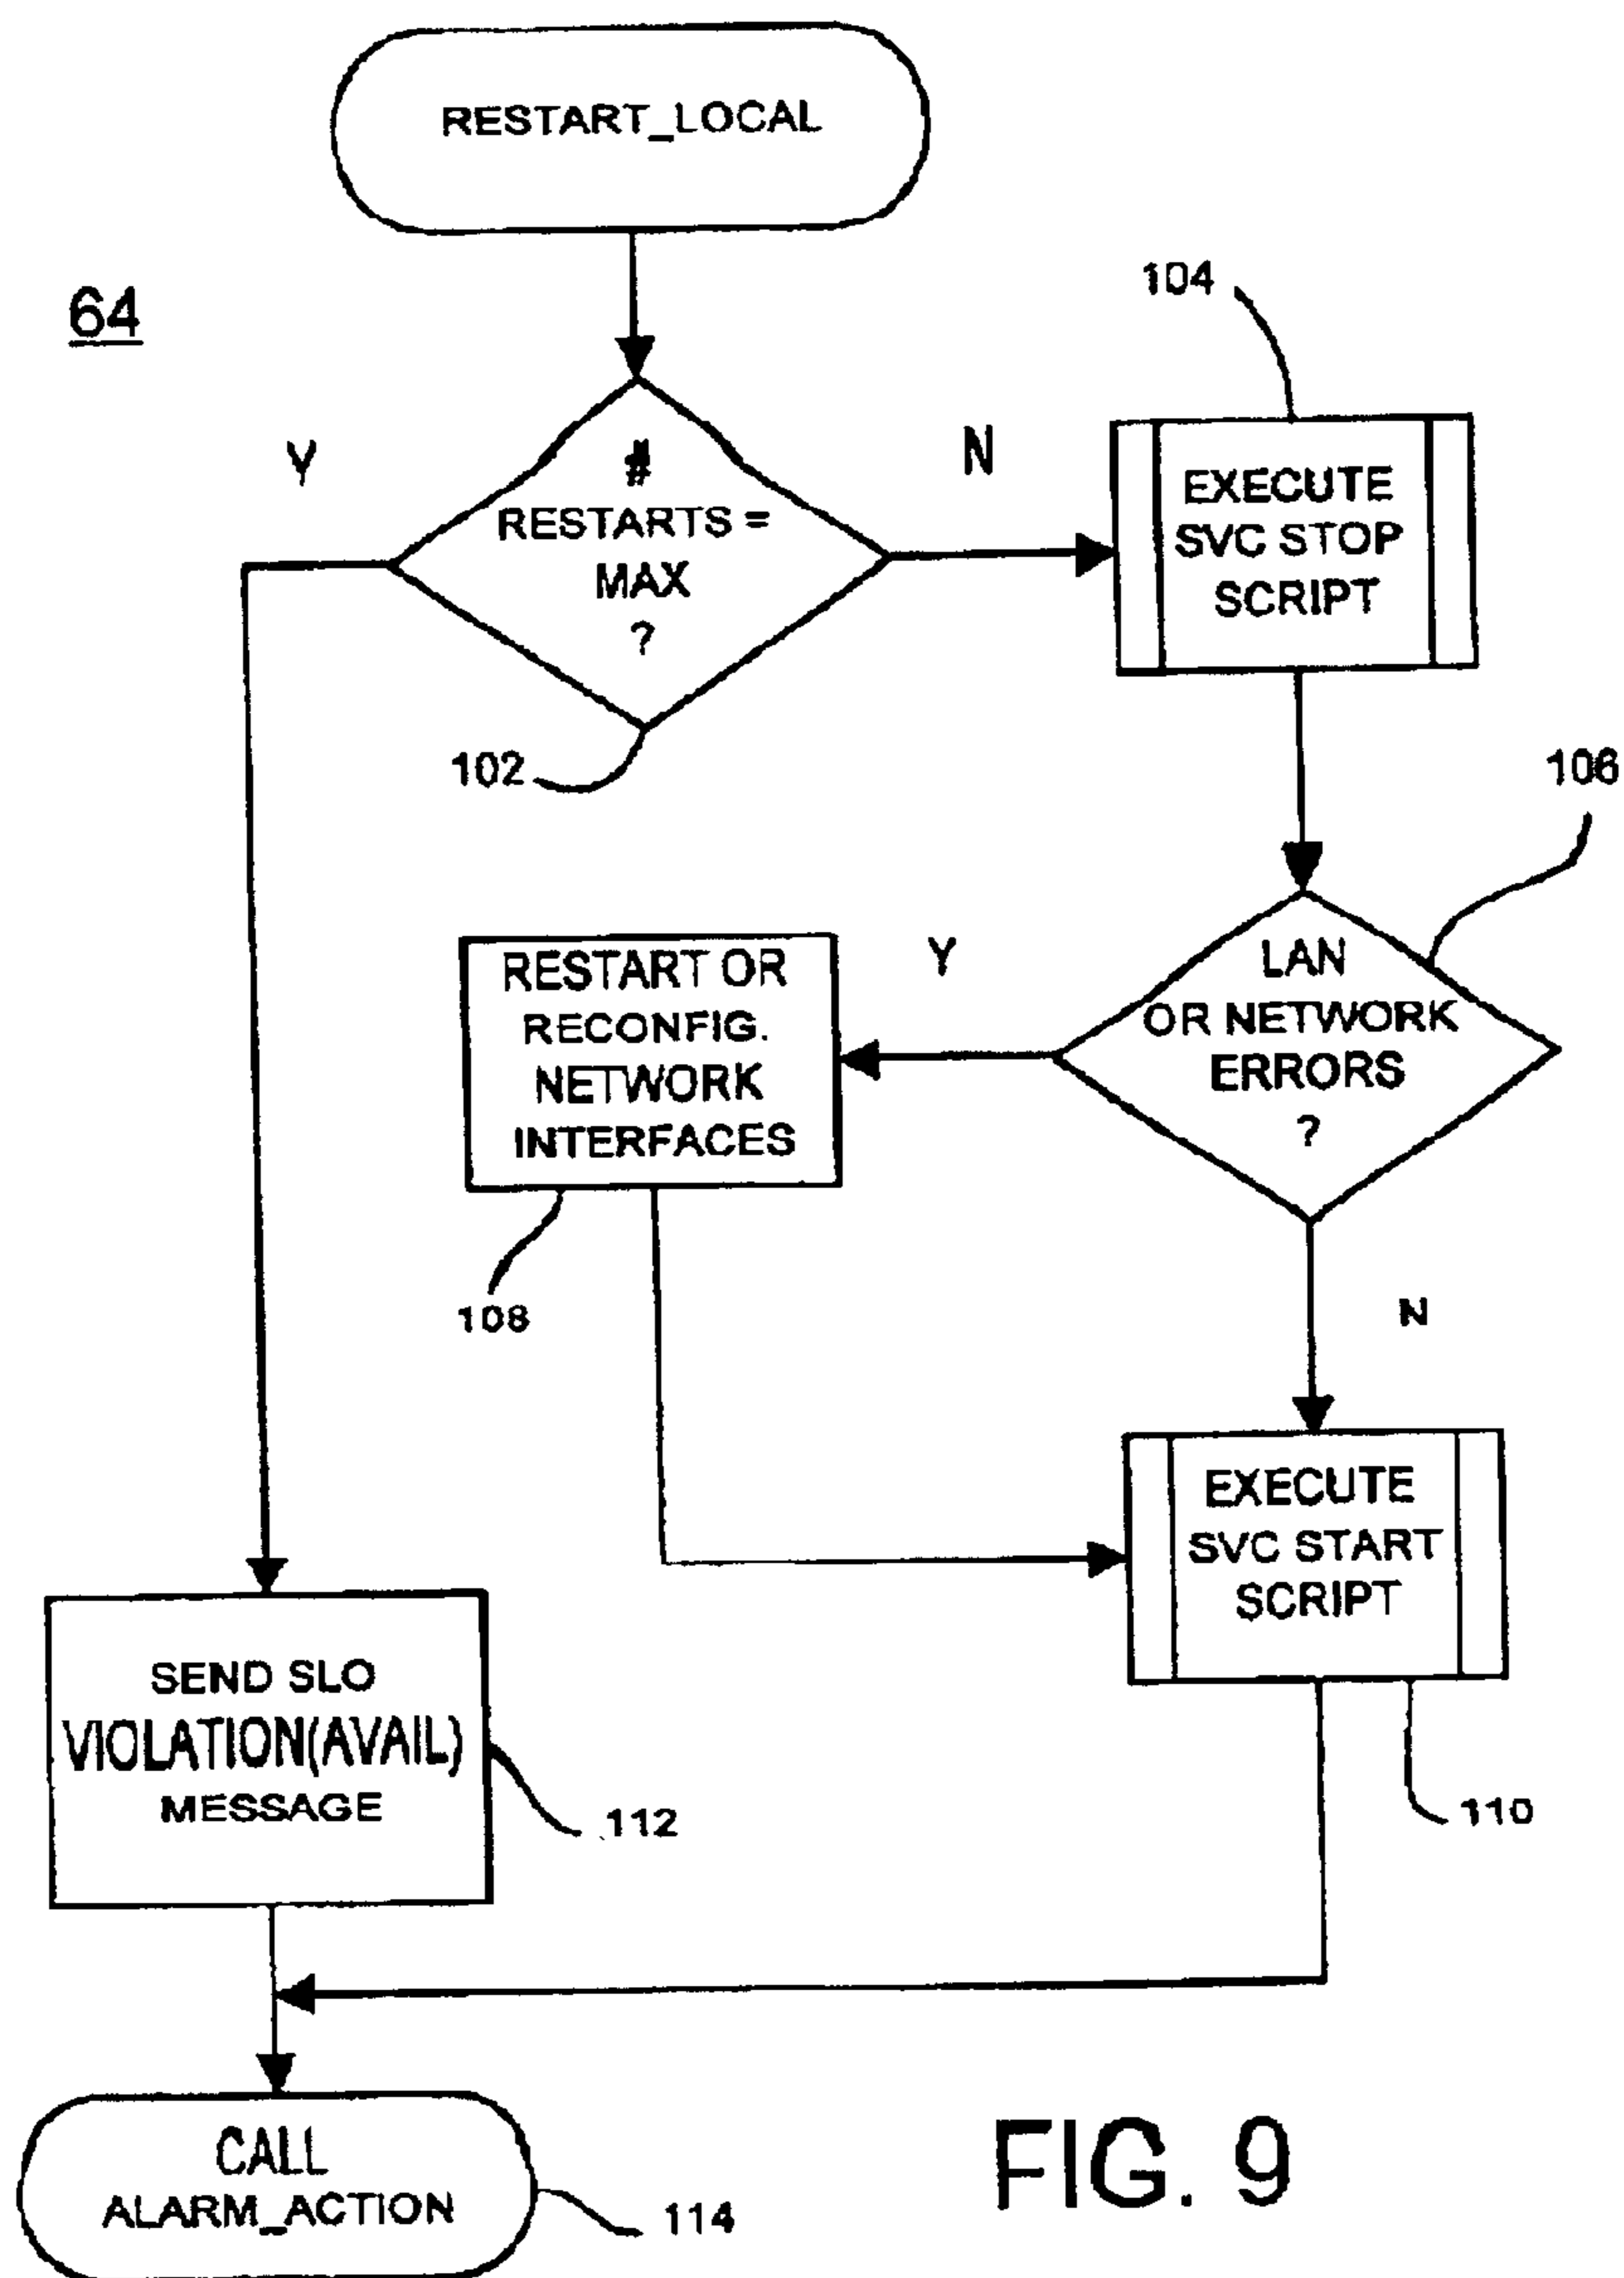 RESTART_LOCAL
64
104
Y
#
RESTARTS =
MAX
?
N
EXECUTE
SVC STOP
SCRIPT
102
106
RESTART OR
RECONFIG.
NETWORK
INTERFACES
Y
LAN
OR NETWORK
ERRORS
?
108
N
EXECUTE
SVC START
SCRIPT
SEND SLO
VIOLATION(AVAIL)
MESSAGE
112
110
CALL
ALARM_ACTION
114
FIG. 9